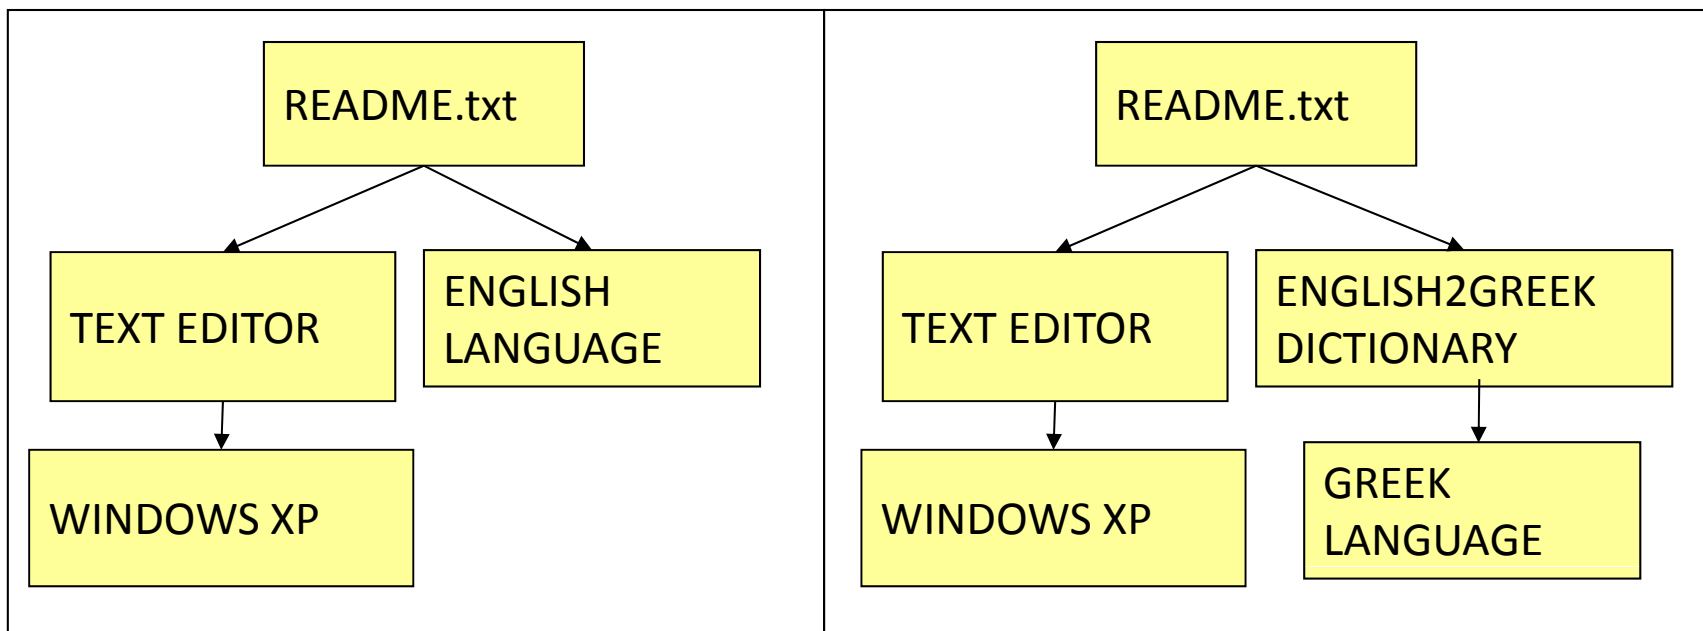 README.txt
TEXT EDITOR
ENGLISH
LANGUAGE
WINDOWS XP
README.txt
TEXT EDITOR
ENGLISH2GREEK
DICTIONARY
WINDOWS XP
GREEK
LANGUAGE